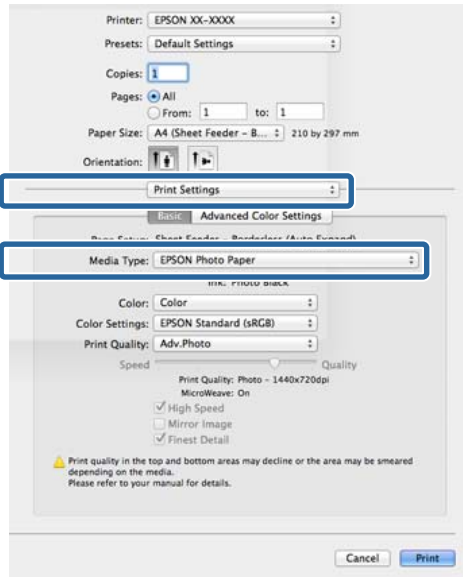 Printer: EPSON XX-XXXX
Presets: Default Settings
Copies: 1
Pages: All
From: 1 to: 1
Paper Size: A4 (Sheet Feeder – B... 210 by 297 mm
Orientation:
Print Settings
Basic Advanced Color Settings
Page Setup: Sheet Feeder – Borderless (Auto Expand)
Media Type: EPSON Photo Paper
Ink: Photo Black
Color: Color
Color Settings: EPSON Standard (sRGB)
Print Quality: Adv.Photo
Speed Quality
Print Quality: Photo – 1440x720dpi
MicroWeave: On
High Speed
Mirror Image
Finest Detail
Print quality in the top and bottom areas may decline or the area may be smeared
depending on the media.
Please refer to your manual for details.
Cancel Print